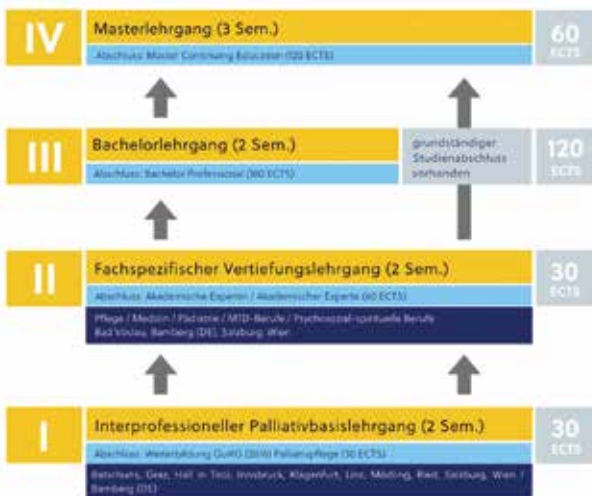 IV
Masterlehrgang (3 Sem.)
Abschluss: Master Continuing Education (120 ECTS)
60
ECTS
III
Bachelorlehrgang (2 Sem.)
Abschluss: Bachelor Professional (180 ECTS)
grundständiger
Studienabschluss
vorhanden
120
ECTS
II
Fachspezifischer Vertiefungslehrgang (2 Sem.)
Abschluss: Akademische Expertin / Akademischer Experte (60 ECTS)
Pflege / Medizin / Pädiatrie / MTD-Berufe / Psychosozial-spirituelle Berufe
Bad Vöslau, Bamberg (DE), Salzburg, Wien
30
ECTS
I
Interprofessioneller Palliativbasislehrgang (2 Sem.)
Abschluss: Weiterbildung GuKG (2016) Palliativpflege (30 ECTS)
Batschuns, Graz, Hall in Tirol, Innsbruck, Klagenfurt, Linz, Mödling, Ried, Salzburg, Wien /
Bamberg (DE)
30
ECTS